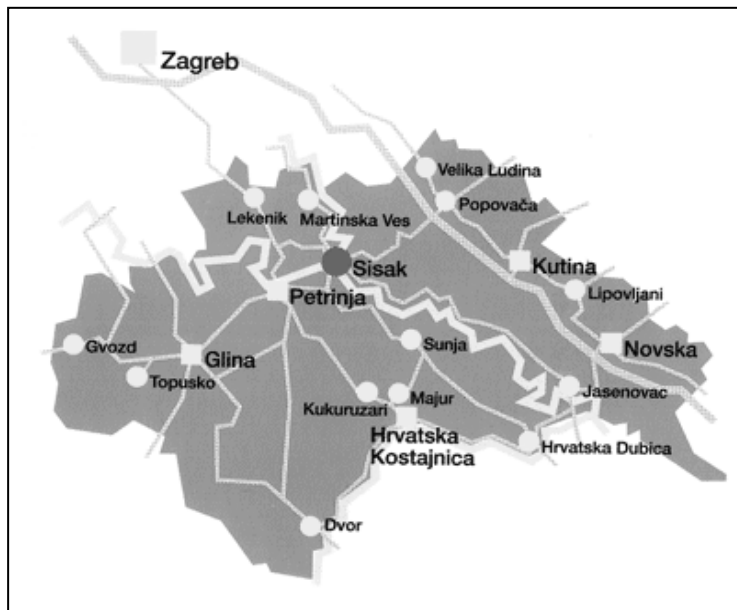 Zagreb
Velika Ludina
Popovača
Lekenik
Martinska Ves
Sisak
Kutina
Petrinja
Lipovljani
Gvozd
Glina
Sunja
Novska
Topusko
Kukuruzari
Majur
Jasenovac
Hrvatska
Kostajnica
Hrvatska Dubica
Dvor